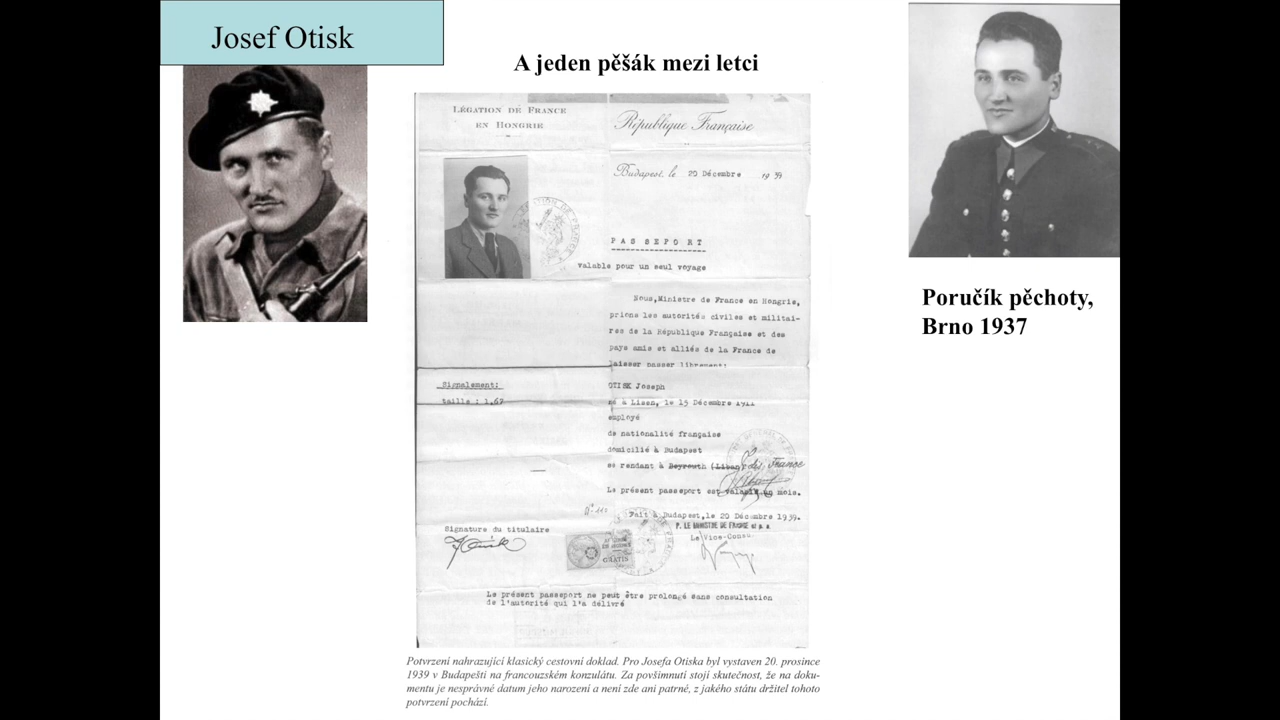 Josef Otisk
A jeden pěšák mezi letci
LÉGATION DE FRANCE
EN HONGRIE
République Française
Budapest, le 20 Décembre 19 39
PASSEPORT
valable pour un seul voyage
Nous,Ministre de France en Hongrie,
prions les autorités civiles et militai-
res de la République Française et des
pays amis et alliés de la France de
laisser passer librement:
Signalement:
taille : 1,67
OTISK Joseph
né à Lisen, le 15 Décembre 1911
employé
de nationalité française
domicilié à Budapest
se rendant à Beyrouth (Liban) France
Le présent passeport est valable un mois.
Fait à Budapest,le 20 Décembre 1939.
P. LE MINISTRE DE FRANCE et p. o.
Le Vice-Consul
Signature du titulaire
GRATIS
Le présent passeport ne peut être prolongé sans consultation
de l'autorité qui l'a délivré
Potvrzení nahrazující klasický cestovní doklad. Pro Josefa Otiska byl vystaven 20. prosince
1939 v Budapešti na francouzském konzulátu. Za povšimnutí stojí skutečnost, že na doku-
mentu je nesprávné datum jeho narození a není zde ani patrné, z jakého státu držitel tohoto
potvrzení pochází.
Poručík pěchoty,
Brno 1937